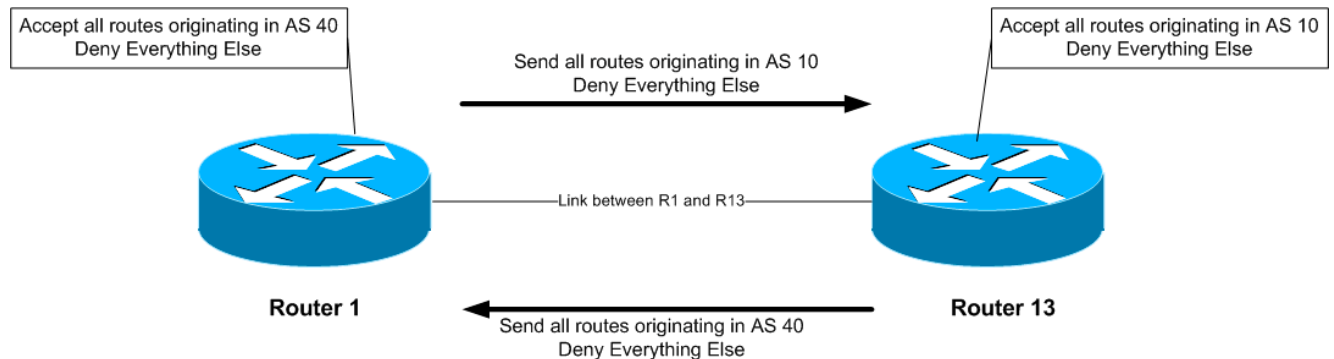 Accept all routes originating in AS 40
Deny Everything Else
Accept all routes originating in AS 10
Deny Everything Else
Send all routes originating in AS 10
Deny Everything Else
Link between R1 and R13
Router 1
Router 13
Send all routes originating in AS 40
Deny Everything Else